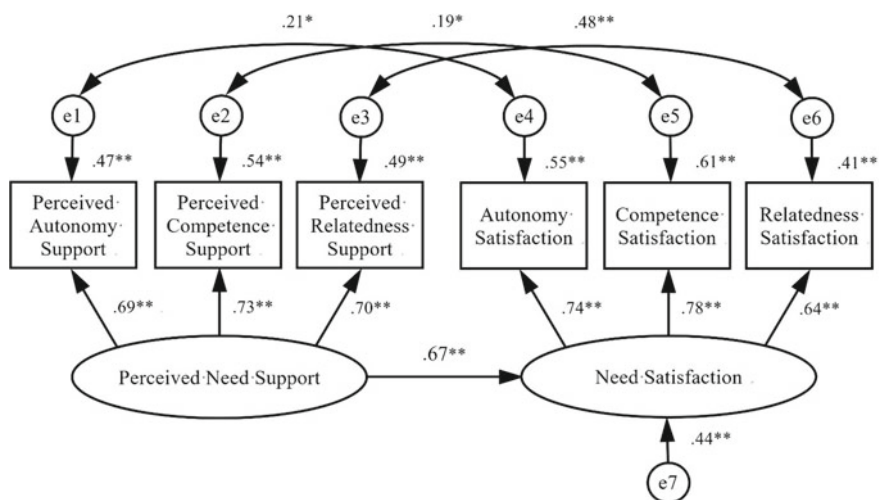 .21*
.19*
.48**
e1
e2
e3
e4
e5
e6
.47**
.54**
.49**
.55**
.61**
.41**
Perceived·
Autonomy·
Support
Perceived·
Competence·
Support
Perceived·
Relatedness·
Support
Autonomy·
Satisfaction
Competence·
Satisfaction
Relatedness·
Satisfaction
.69**
.73**
.70**
.74**
.78**
.64**
Perceived·Need·Support
.67**
Need·Satisfaction
.44**
e7